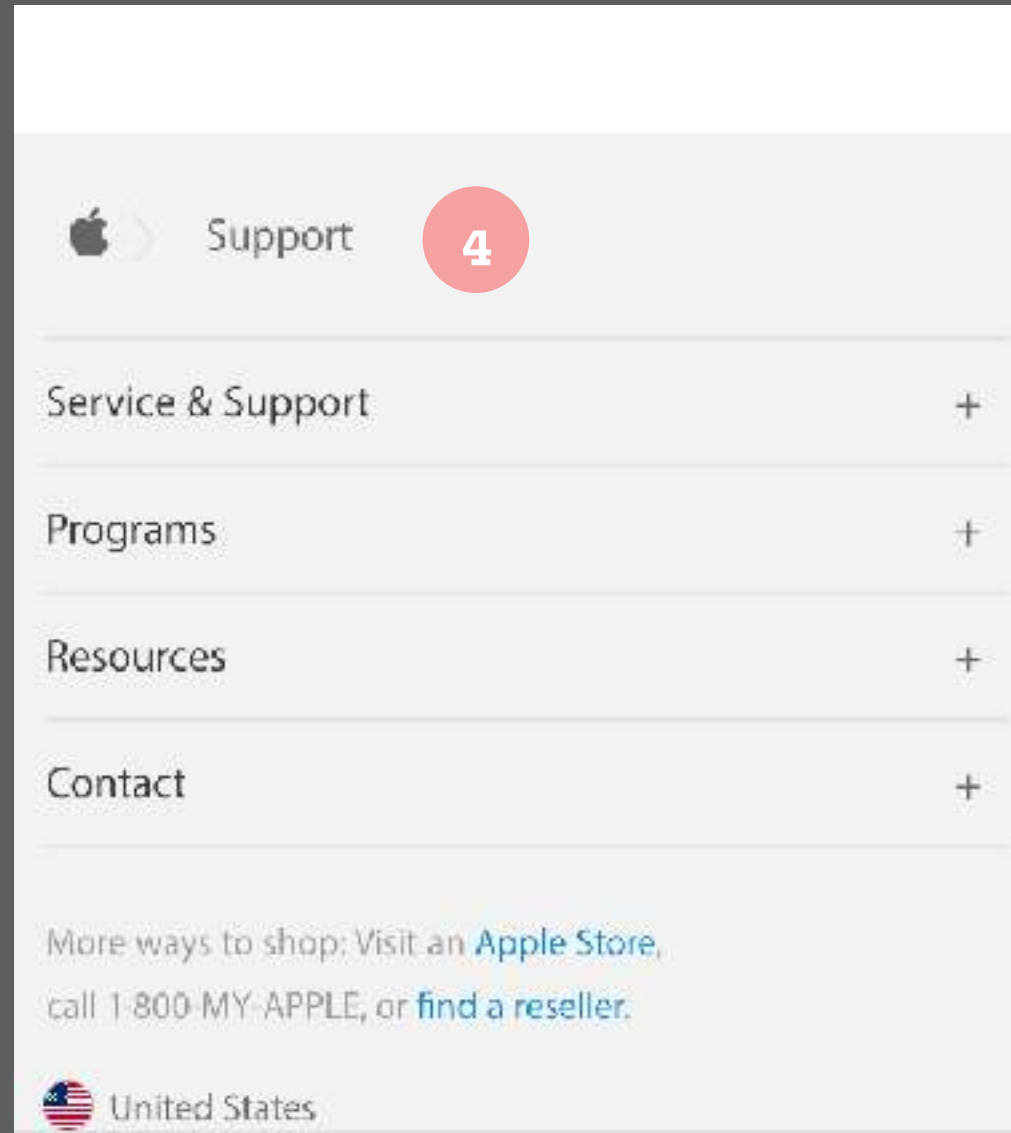 Support
4
Service & Support +
Programs +
Resources +
Contact +
More ways to shop: Visit an Apple Store,
call 1-800-MY-APPLE, or find a reseller.
United States